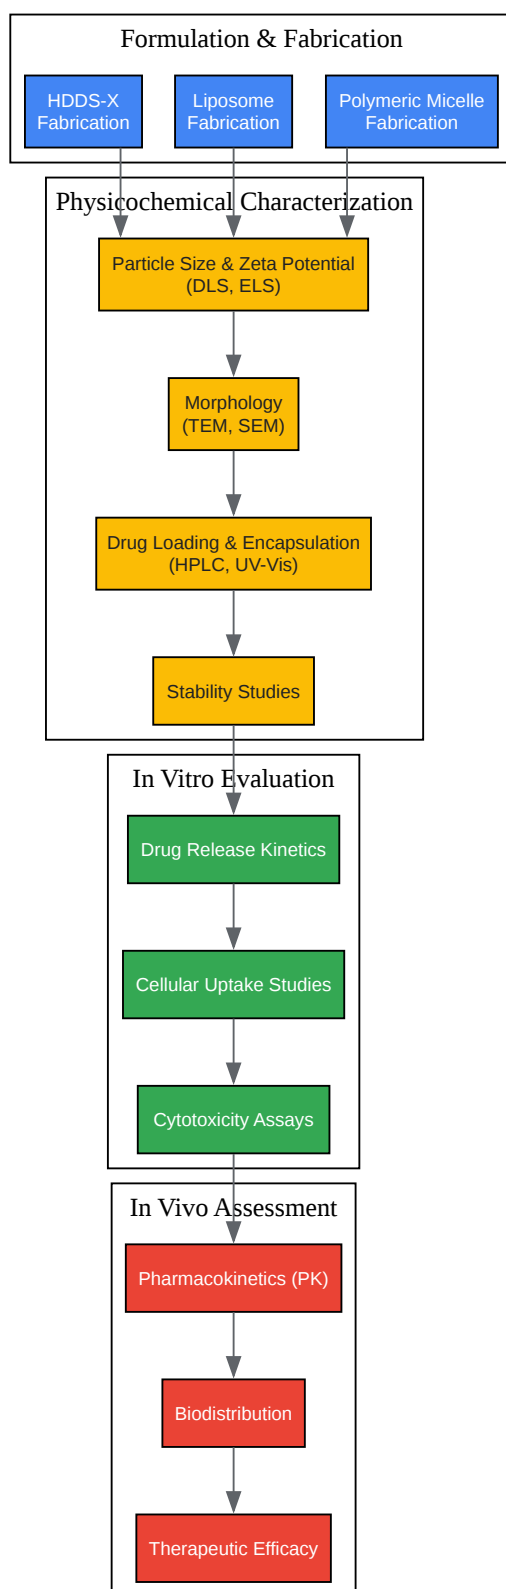 Formulation & Fabrication
HDDS-X
Fabrication
Liposome
Fabrication
Polymeric Micelle
Fabrication
Physicochemical Characterization
Particle Size & Zeta Potential
(DLS, ELS)
Morphology
(TEM, SEM)
Drug Loading & Encapsulation
(HPLC, UV-Vis)
Stability Studies
In Vitro Evaluation
Drug Release Kinetics
Cellular Uptake Studies
Cytotoxicity Assays
In Vivo Assessment
Pharmacokinetics (PK)
Biodistribution
Therapeutic Efficacy